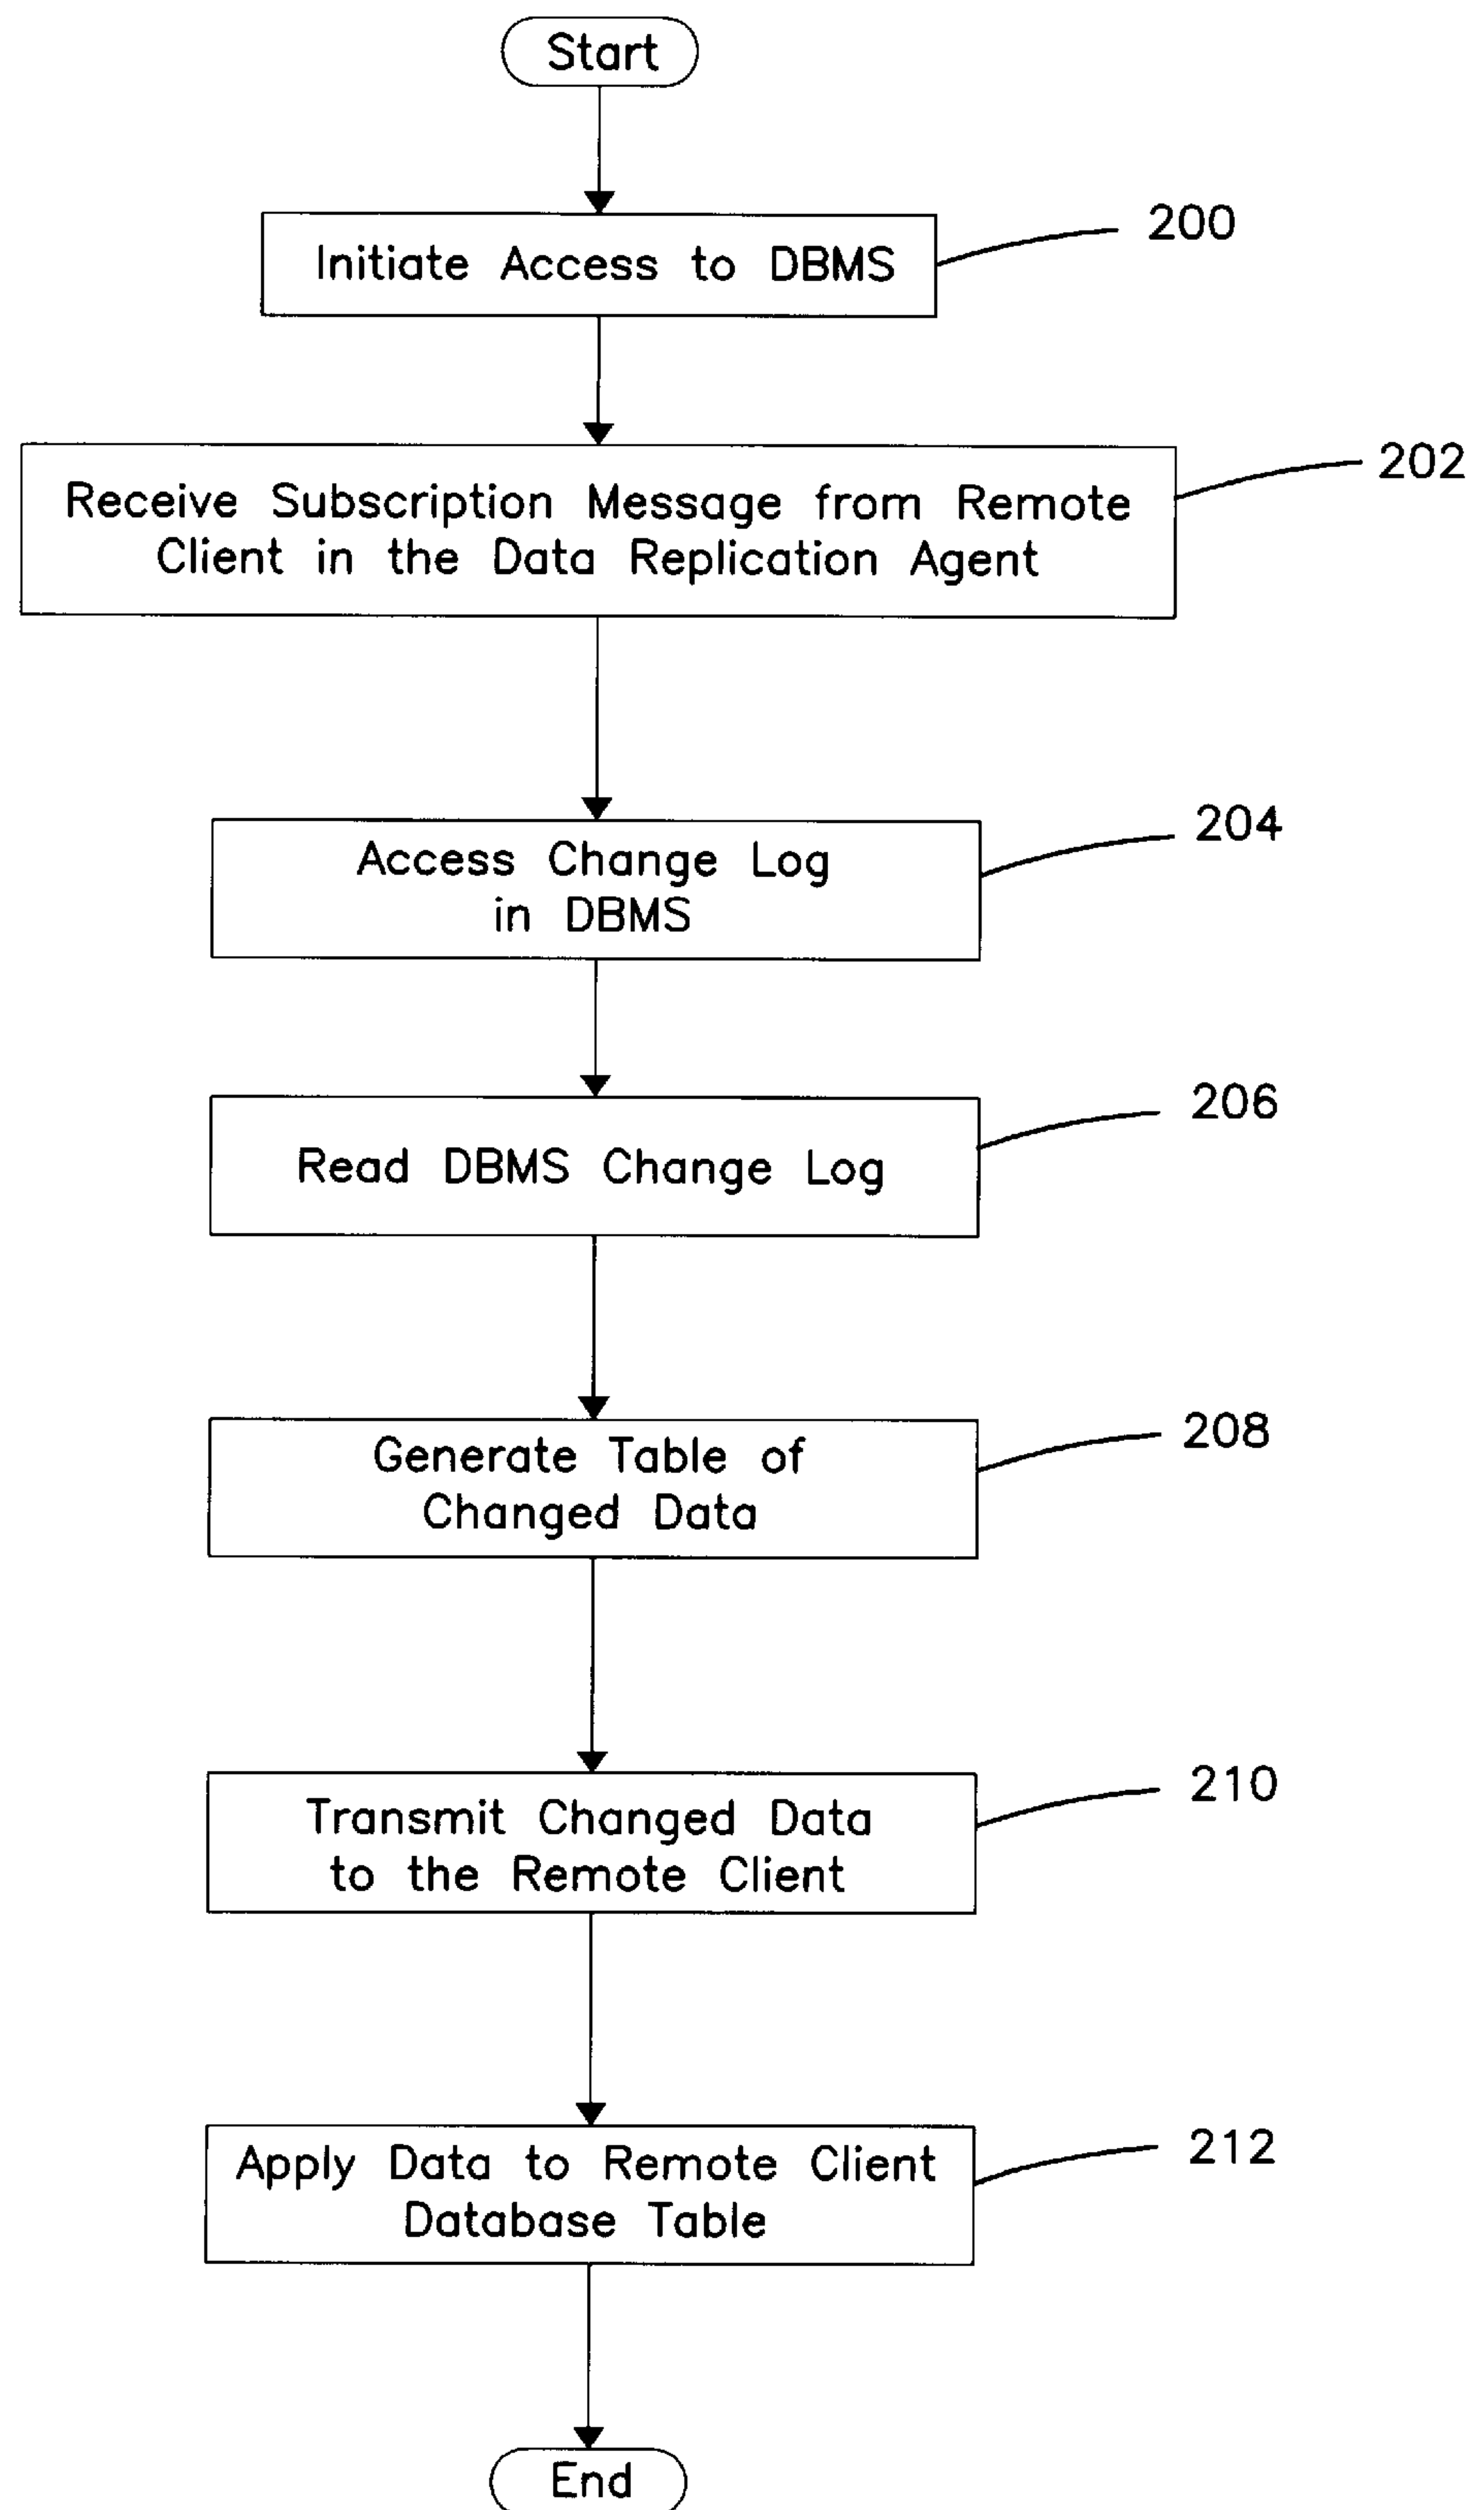 Start
Initiate Access to DBMS
200
Receive Subscription Message from Remote
Client in the Data Replication Agent
202
Access Change Log
in DBMS
204
Read DBMS Change Log
206
Generate Table of
Changed Data
208
Transmit Changed Data
to the Remote Client
210
Apply Data to Remote Client
Database Table
212
End